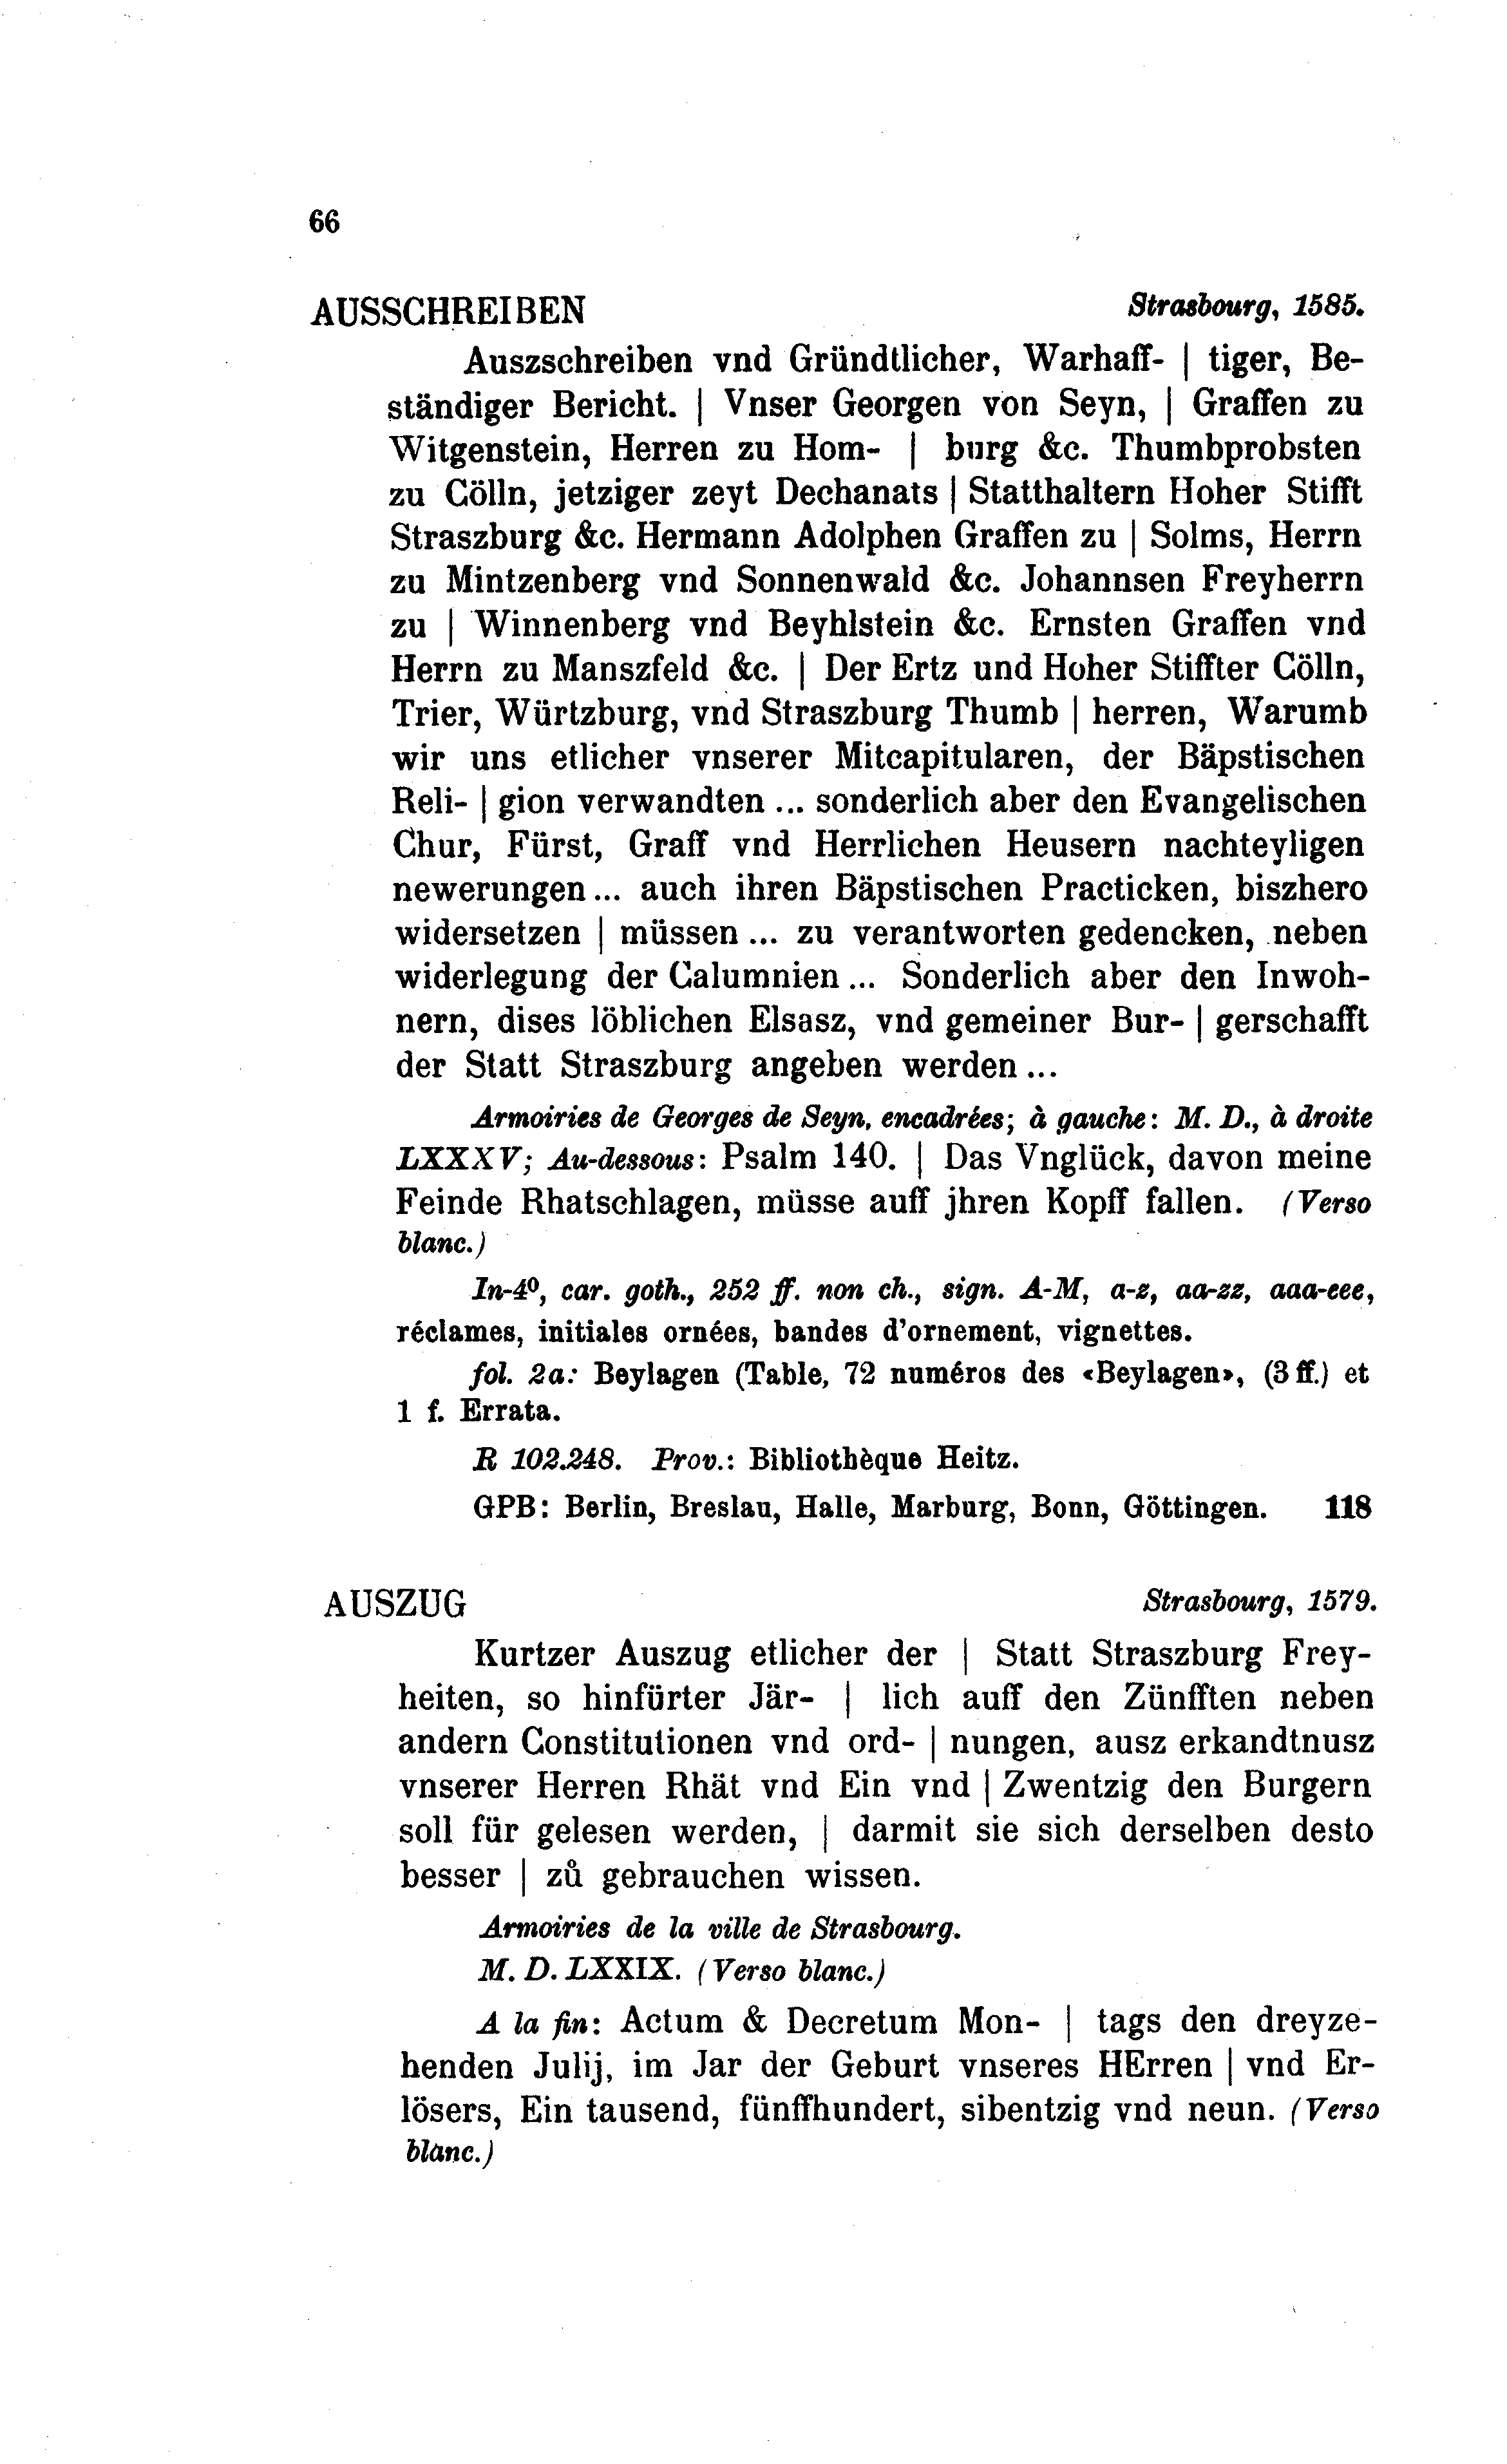 66
AUSSCHREIBEN Strasbourg, 1585.
Auszschreiben vnd Gründtlicher, Warhaff- | tiger, Be-
ständiger Bericht. | Vnser Georgen von Seyn, | Graffen zu
Witgenstein, Herren zu Hom- | burg &c. Thumbprobsten
zu Cölln, jetziger zeyt Dechanats | Statthaltern Hoher Stifft
Straszburg &c. Hermann Adolphen Graffen zu | Solms, Herrn
zu Mintzenberg vnd Sonnenwald &c. Johannsen Freyherrn
zu | Winnenberg vnd Beyhlstein &c. Ernsten Graffen vnd
Herrn zu Manszfeld &c. | Der Ertz und Hoher Stiffter Cölln,
Trier, Würtzburg, vnd Straszburg Thumb | herren, Warumb
wir uns etlicher vnserer Mitcapitularen, der Bäpstischen
Reli- | gion verwandten ... sonderlich aber den Evangelischen
Chur, Fürst, Graff vnd Herrlichen Heusern nachteyligen
newerungen ... auch ihren Bäpstischen Practicken, biszhero
widersetzen | müssen ... zu verantworten gedencken, neben
widerlegung der Calumnien ... Sonderlich aber den Inwoh-
nern, dises löblichen Elsasz, vnd gemeiner Bur- | gerschafft
der Statt Straszburg angeben werden ...
Armoiries de Georges de Seyn, encadrées; à gauche: M. D., à droite
LXXXV; Au-dessous: Psalm 140. | Das Vnglück, davon meine
Feinde Rhatschlagen, müsse auff jhren Kopff fallen. (Verso
blanc.)
In-4º, car. goth., 252 ff. non ch., sign. A-M, a-z, aa-zz, aaa-eee,
réclames, initiales ornées, bandes d'ornement, vignettes.
fol. 2a: Beylagen (Table, 72 numéros des «Beylagen», (3 ff.) et
1 f. Errata.
R 102.248. Prov.: Bibliothèque Heitz.
GPB: Berlin, Breslau, Halle, Marburg, Bonn, Göttingen. 118
AUSZUG Strasbourg, 1579.
Kurtzer Auszug etlicher der | Statt Straszburg Frey-
heiten, so hinfürter Jär- | lich auff den Zünfften neben
andern Constitutionen vnd ord- | nungen, ausz erkandtnusz
vnserer Herren Rhät vnd Ein vnd | Zwentzig den Burgern
soll für gelesen werden, | darmit sie sich derselben desto
besser | zů gebrauchen wissen.
Armoiries de la ville de Strasbourg.
M. D. LXXIX. (Verso blanc.)
A la fin: Actum & Decretum Mon- | tags den dreyze-
henden Julij, im Jar der Geburt vnseres HErren | vnd Er-
lösers, Ein tausend, fünffhundert, sibentzig vnd neun. (Verso
blanc.)